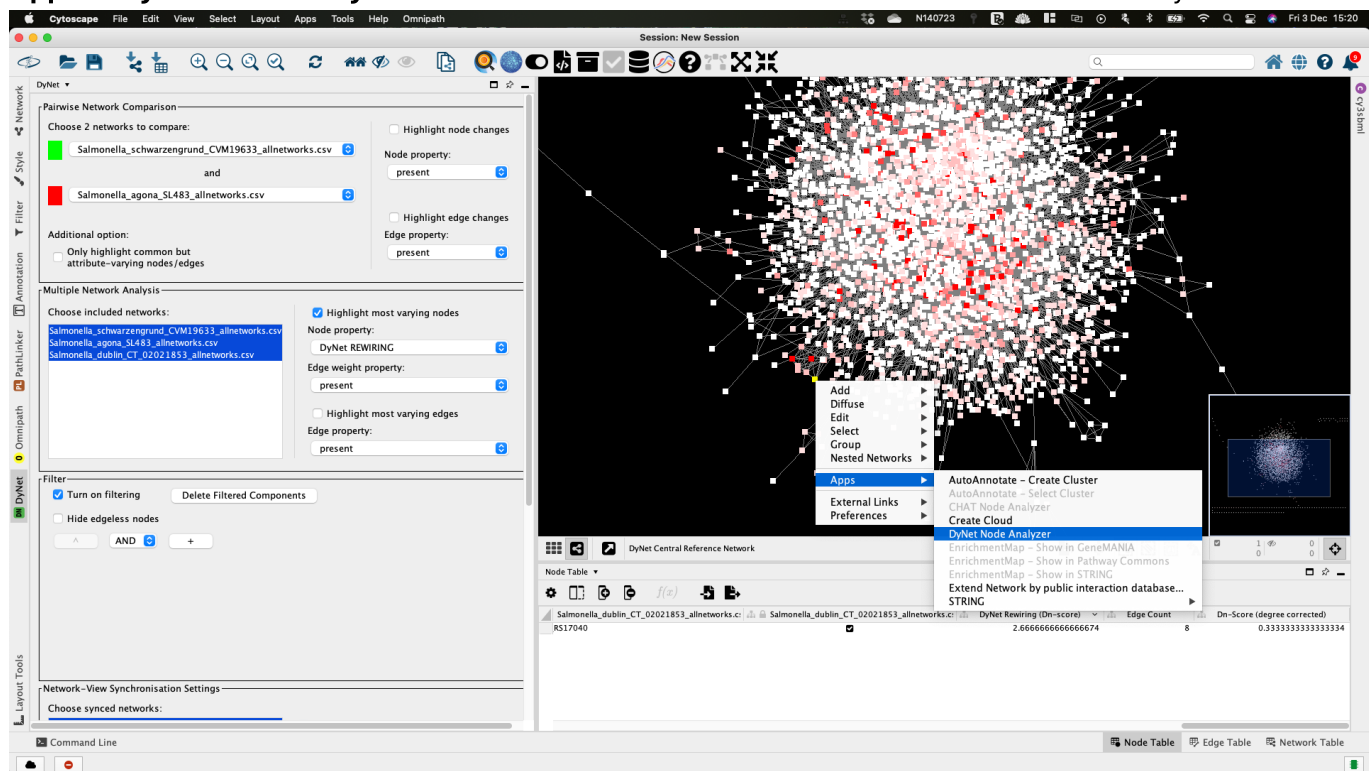 Cytoscape File Edit View Select Layout Apps Tools Help Omnipath N140723 Fri 3 Dec 15:20
Session: New Session
DyNet
Pairwise Network Comparison
Choose 2 networks to compare:
Highlight node changes
Salmonella_schwarzengrund_CVM19633_allnetworks.csv
Node property:
and
present
Salmonella_agona_SL483_allnetworks.csv
Highlight edge changes
Additional option:
Edge property:
Only highlight common but
attribute-varying nodes/edges
present
Multiple Network Analysis
Choose included networks:
Highlight most varying nodes
Salmonella_schwarzengrund_CVM19633_allnetworks.csv
Salmonella_agona_SL483_allnetworks.csv
Salmonella_dublin_CT_02021853_allnetworks.csv
Node property:
DyNet REWIRING
Edge weight property:
present
Highlight most varying edges
Edge property:
present
Filter
Turn on filtering
Delete Filtered Components
Hide edgeless nodes
AND
+
Network-View Synchronisation Settings
Choose synced networks:
Network
Style
Filter
Annotation
PathLinker
Omnipath
DyNet
Layout Tools
cy3sbml
Add
Diffuse
Edit
Select
Group
Nested Networks
Apps
External Links
Preferences
AutoAnnotate - Create Cluster
AutoAnnotate - Select Cluster
CHAT Node Analyzer
Create Cloud
DyNet Node Analyzer
EnrichmentMap - Show in GeneMANIA
EnrichmentMap - Show in Pathway Commons
EnrichmentMap - Show in STRING
Extend Network by public interaction database...
STRING
DyNet Central Reference Network
1 0
0 0
Node Table
f(x)
Salmonella_dublin_CT_02021853_allnetworks.c: Salmonella_dublin_CT_02021853_allnetworks.c: DyNet Rewiring (Dn-score) Edge Count Dn-Score (degree corrected)
RS17040 2.6666666666666674 8 0.3333333333333334
Command Line
Node Table Edge Table Network Table